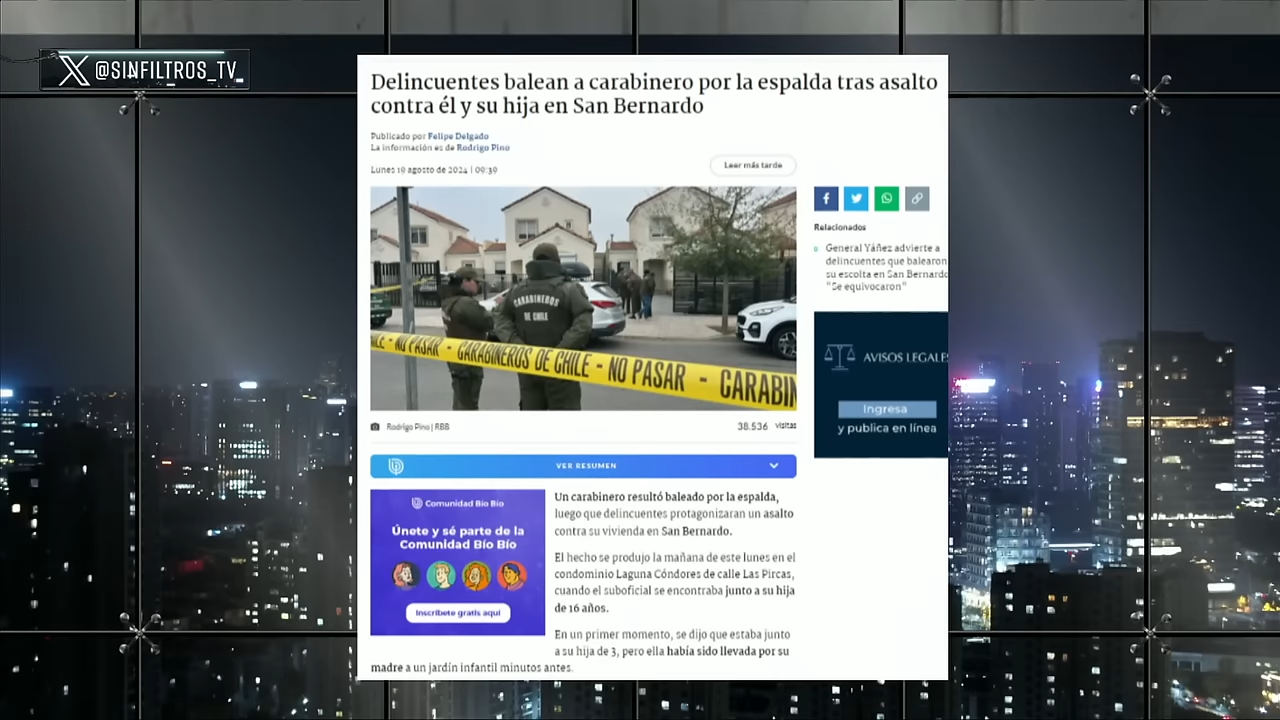 @SINFILTROS_TV
Delincuentes balean a carabinero por la espalda tras asalto
contra él y su hija en San Bernardo
Publicado por Felipe Delgado
La información es de Rodrigo Pino
Lunes 19 agosto de 2024 | 09:39
Leer más tarde
CARABINEROS
DE CHILE
LE - NO PASAR - CARABINEROS DE CHILE - NO PASAR - CARABIN
Rodrigo Pino | RBB
38.536 visitas
VER RESUMEN
Comunidad Bío Bío
Únete y sé parte de la
Comunidad Bío Bío
Inscríbete gratis aquí
Un carabinero resultó baleado por la espalda,
luego que delincuentes protagonizaran un asalto
contra su vivienda en San Bernardo.
El hecho se produjo la mañana de este lunes en el
condominio Laguna Cóndores de calle Las Pircas,
cuando el suboficial se encontraba junto a su hija
de 16 años.
En un primer momento, se dijo que estaba junto
a su hija de 3, pero ella había sido llevada por su
madre a un jardín infantil minutos antes.
Relacionados
General Yáñez advierte a
delincuentes que balearon
su escolta en San Bernardo
"Se equivocaron"
AVISOS LEGALES
Ingresa
y publica en línea